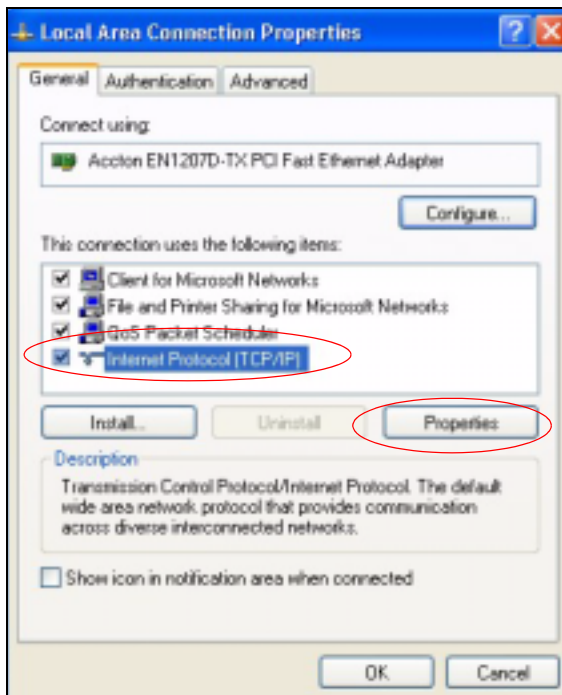 Local Area Connection Properties
General Authentication Advanced
Connect using:
Accton EN1207D-TX PCI Fast Ethernet Adapter
Configure...
This connection uses the following items:
Client for Microsoft Networks
File and Printer Sharing for Microsoft Networks
QoS Packet Scheduler
Internet Protocol (TCP/IP)
Install... Uninstall Properties
Description
Transmission Control Protocol/Internet Protocol. The default
wide area network protocol that provides communication
across diverse interconnected networks.
Show icon in notification area when connected
OK Cancel